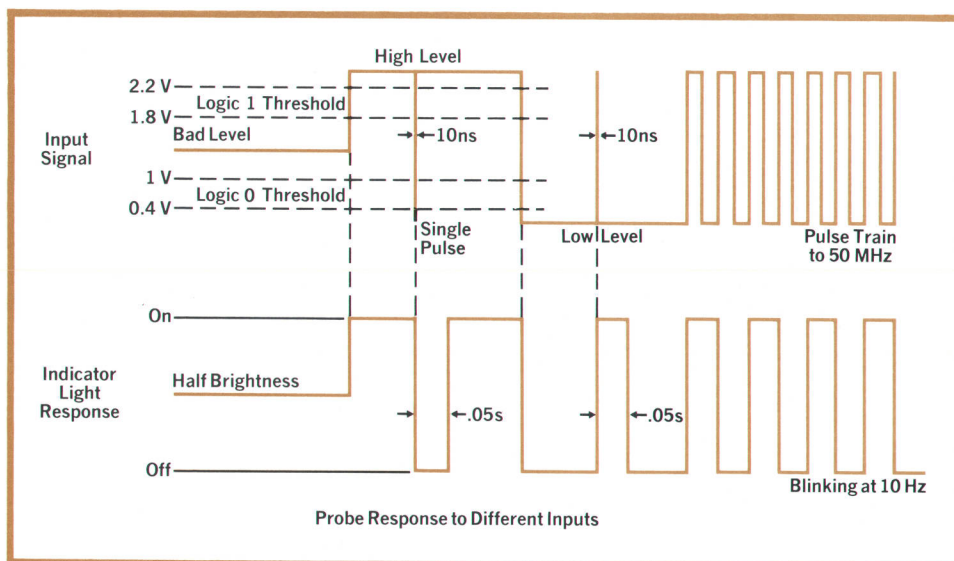 High Level
2.2 V
Logic 1 Threshold
1.8 V
Bad Level
10ns
10ns
Input
Signal
1 V
Logic 0 Threshold
0.4 V
Single
Pulse
Low Level
Pulse Train
to 50 MHz
On
Indicator
Light
Response
Half Brightness
.05s
.05s
Off
Blinking at 10 Hz
Probe Response to Different Inputs